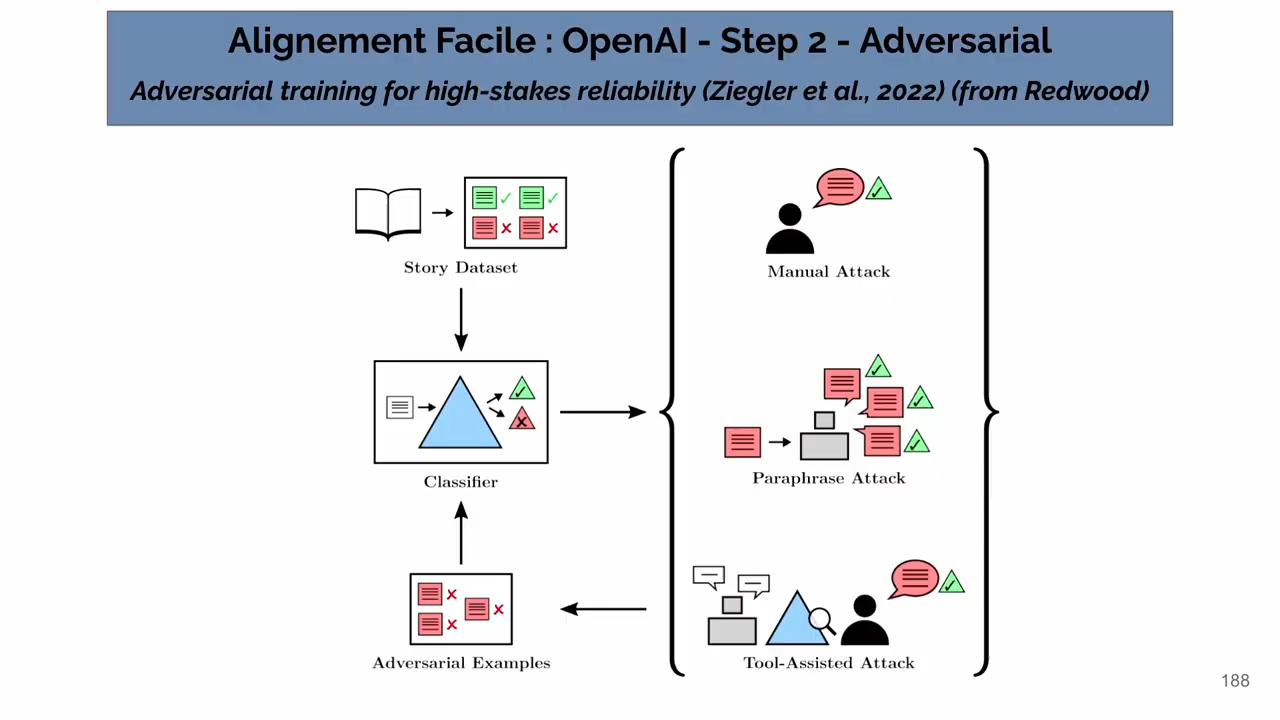 Alignement Facile : OpenAI - Step 2 - Adversarial
Adversarial training for high-stakes reliability (Ziegler et al., 2022) (from Redwood)
Story Dataset
Manual Attack
Classifier
Paraphrase Attack
Adversarial Examples
Tool-Assisted Attack
188